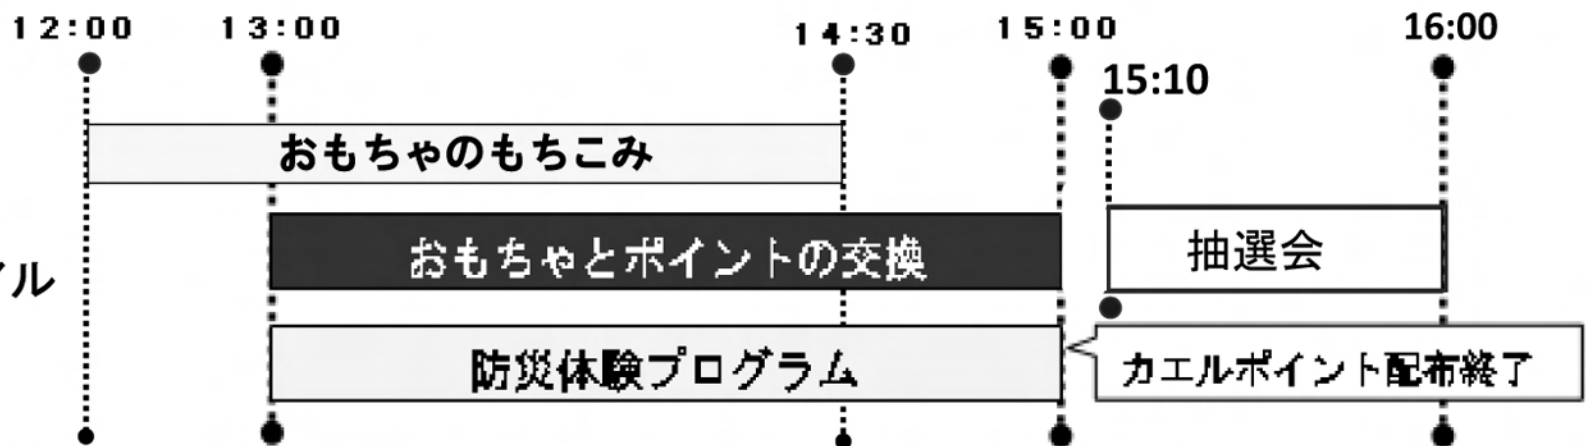 12:00
13:00
14:30
15:00
16:00
15:10
おもちゃのもちこみ
おもちゃとポイントの交換
抽選会
イル
防災体験プログラム
カエルポイント配布終了